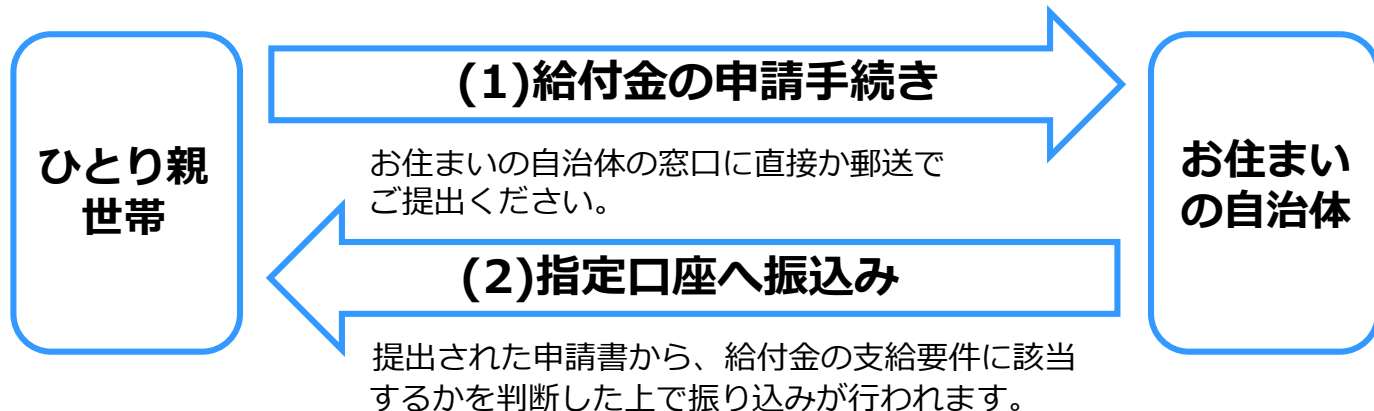 ひとり親
世帯
(1)給付金の申請手続き
お住まいの自治体の窓口に直接か郵送で
ご提出ください。
(2)指定口座へ振込み
提出された申請書から、給付金の支給要件に該当
するかを判断した上で振り込みが行われます。
お住まい
の自治体